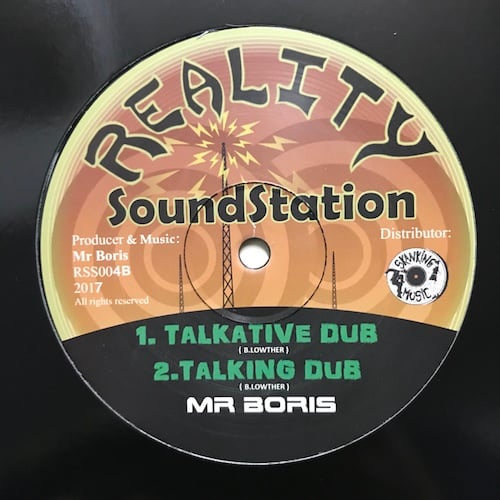 REALITY
SoundStation
Producer & Music:
Mr Boris
RSS004B
2017
All rights reserved
Distributor:
SKANKING
MUSIC
1. TALKATIVE DUB
( B.LOWTHER )
2.TALKING DUB
( B.LOWTHER )
MR BORIS